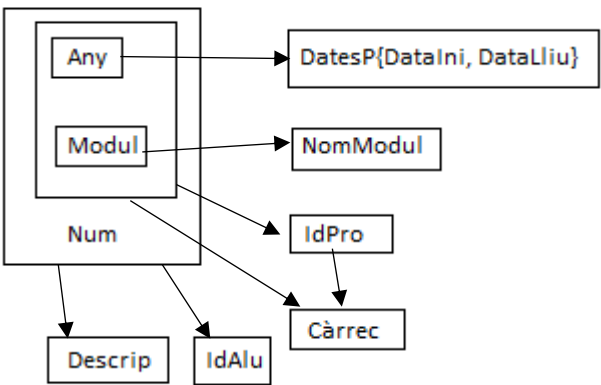 Any
DatesP{DataIni, DataLliu}
Modul
NomModul
Num
IdPro
Càrrec
Descrip
IdAlu